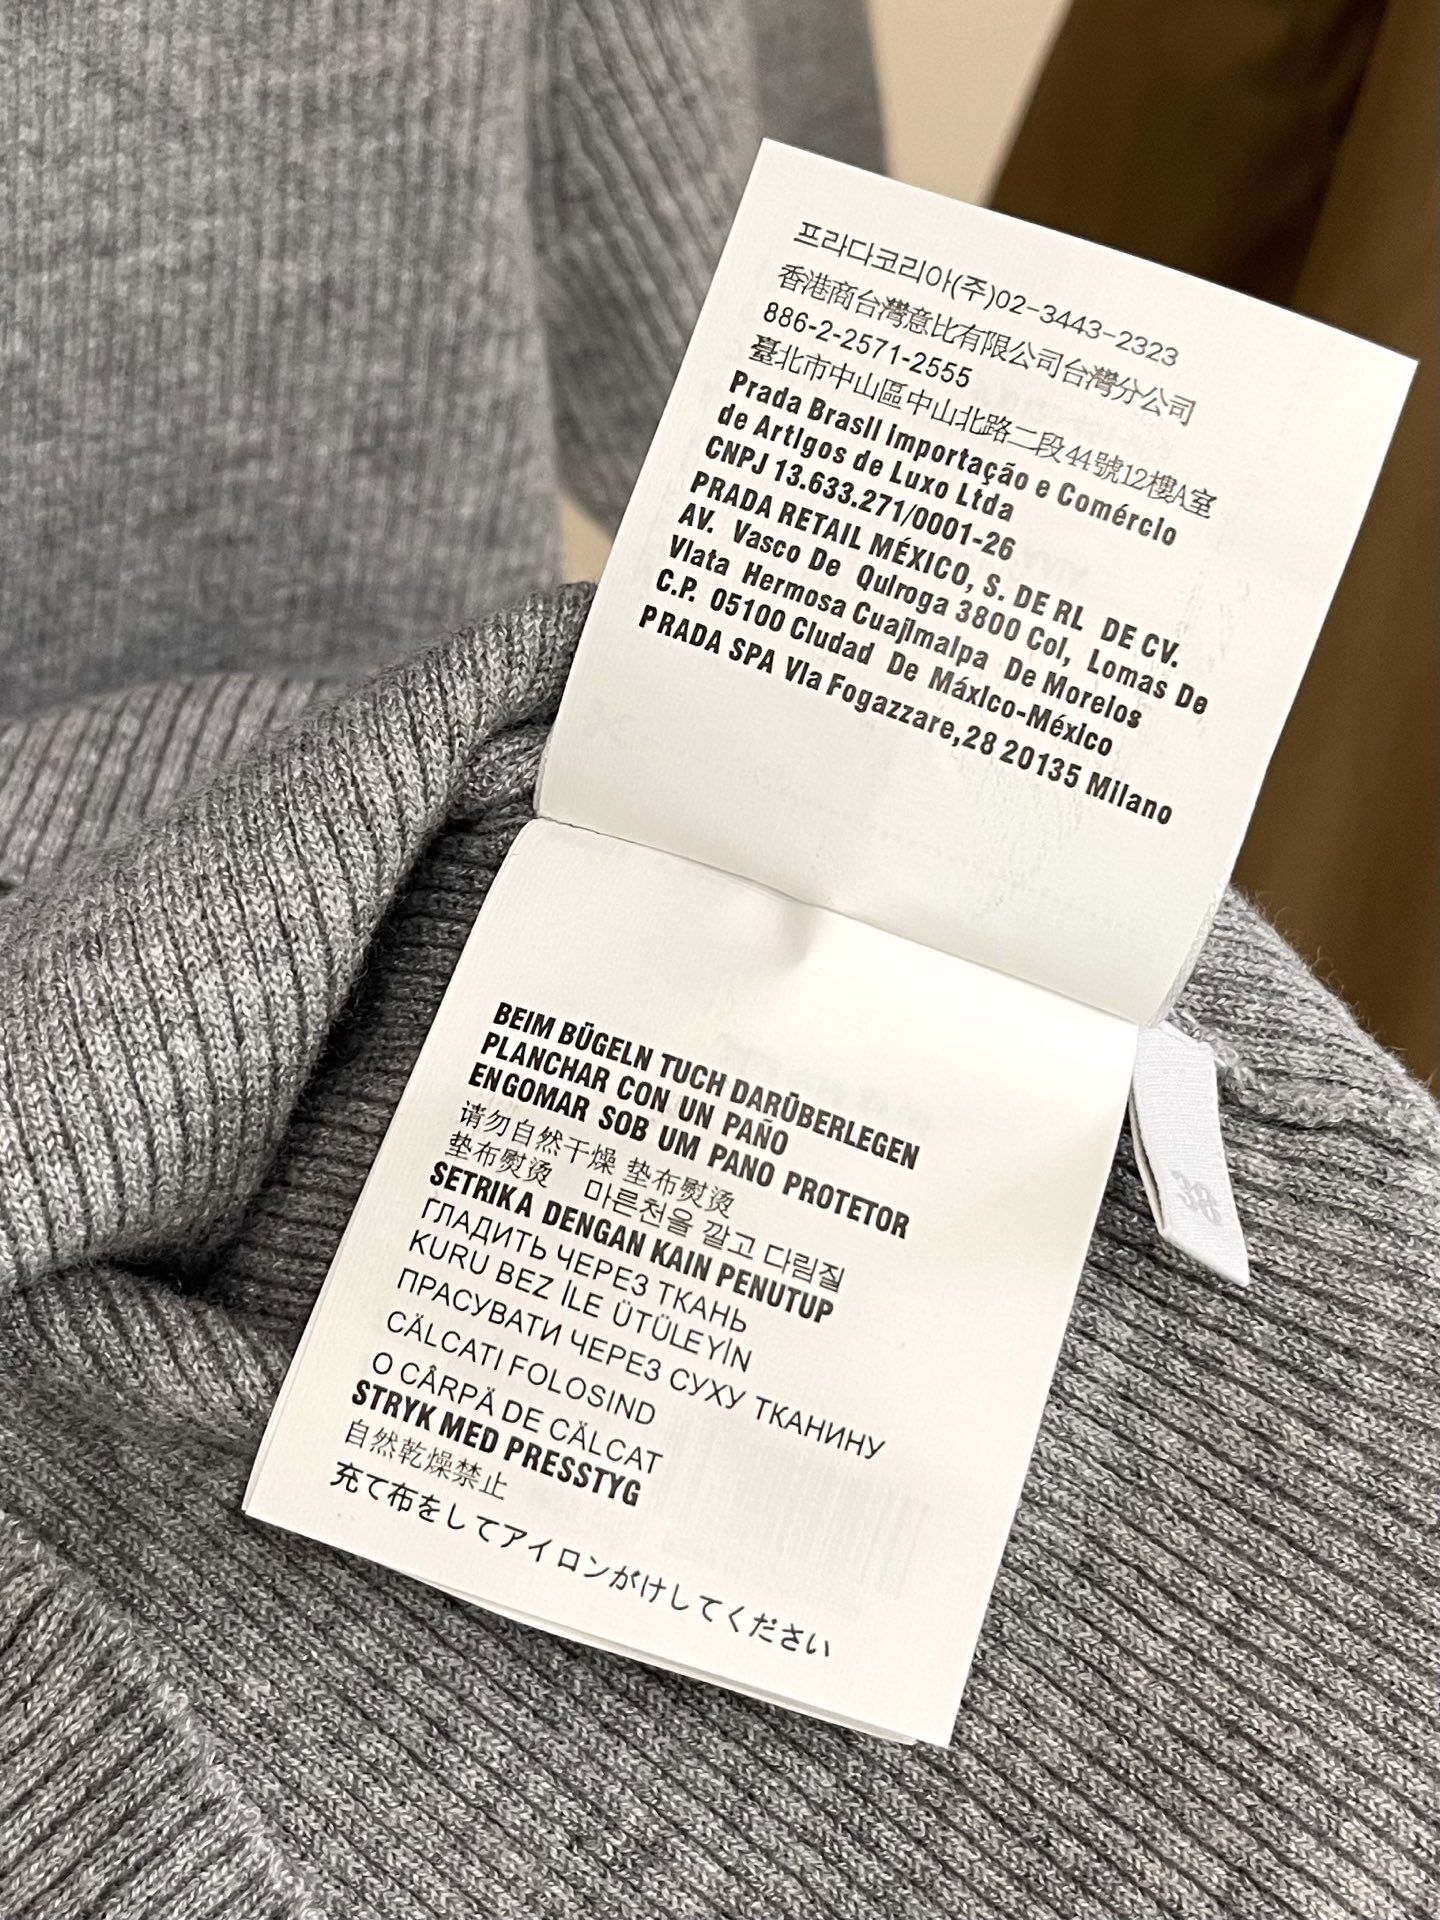 프라다코리아(주)02-3443-2323
香港商台灣意比有限公司台灣分公司
886-2-2571-2555
臺北市中山區中山北路二段44號12樓A室
Prada Brasil Importação e Comérclo
de Artlgos de Luxo Ltda
CNPJ 13.633.271/0001-26
PRADA RETAIL MÉXICO, S. DE RL DE CV.
AV. Vasco De Qulroga 3800 Col, Lomas De
Vlata Hermosa Cuajlmalpa De Morelos
C.P. 05100 Cludad De Máxlco-Méxlco
PRADA SPA Vla Fogazzare,28 20135 Mllano
BEIM BÜGELN TUCH DARÜBERLEGEN
PLANCHAR CON UN PAÑO
ENGOMAR SOB UM PANO PROTETOR
请勿自然干燥 垫布熨烫
垫布熨烫 마른천을 깔고 다림질
SETRIKA DENGAN KAIN PENUTUP
ГЛАДИТЬ ЧЕРЕЗ ТКАНЬ
KURU BEZ İLE ÜTÜLEYİN
ПРАСУВАТИ ЧЕРЕЗ СУХУ ТКАНИНУ
CÄLCATI FOLOSIND
O CÂRPÄ DE CÄLCAT
STRYK MED PRESSTYG
自然乾燥禁止
充て布をしてアイロンがけしてください
38